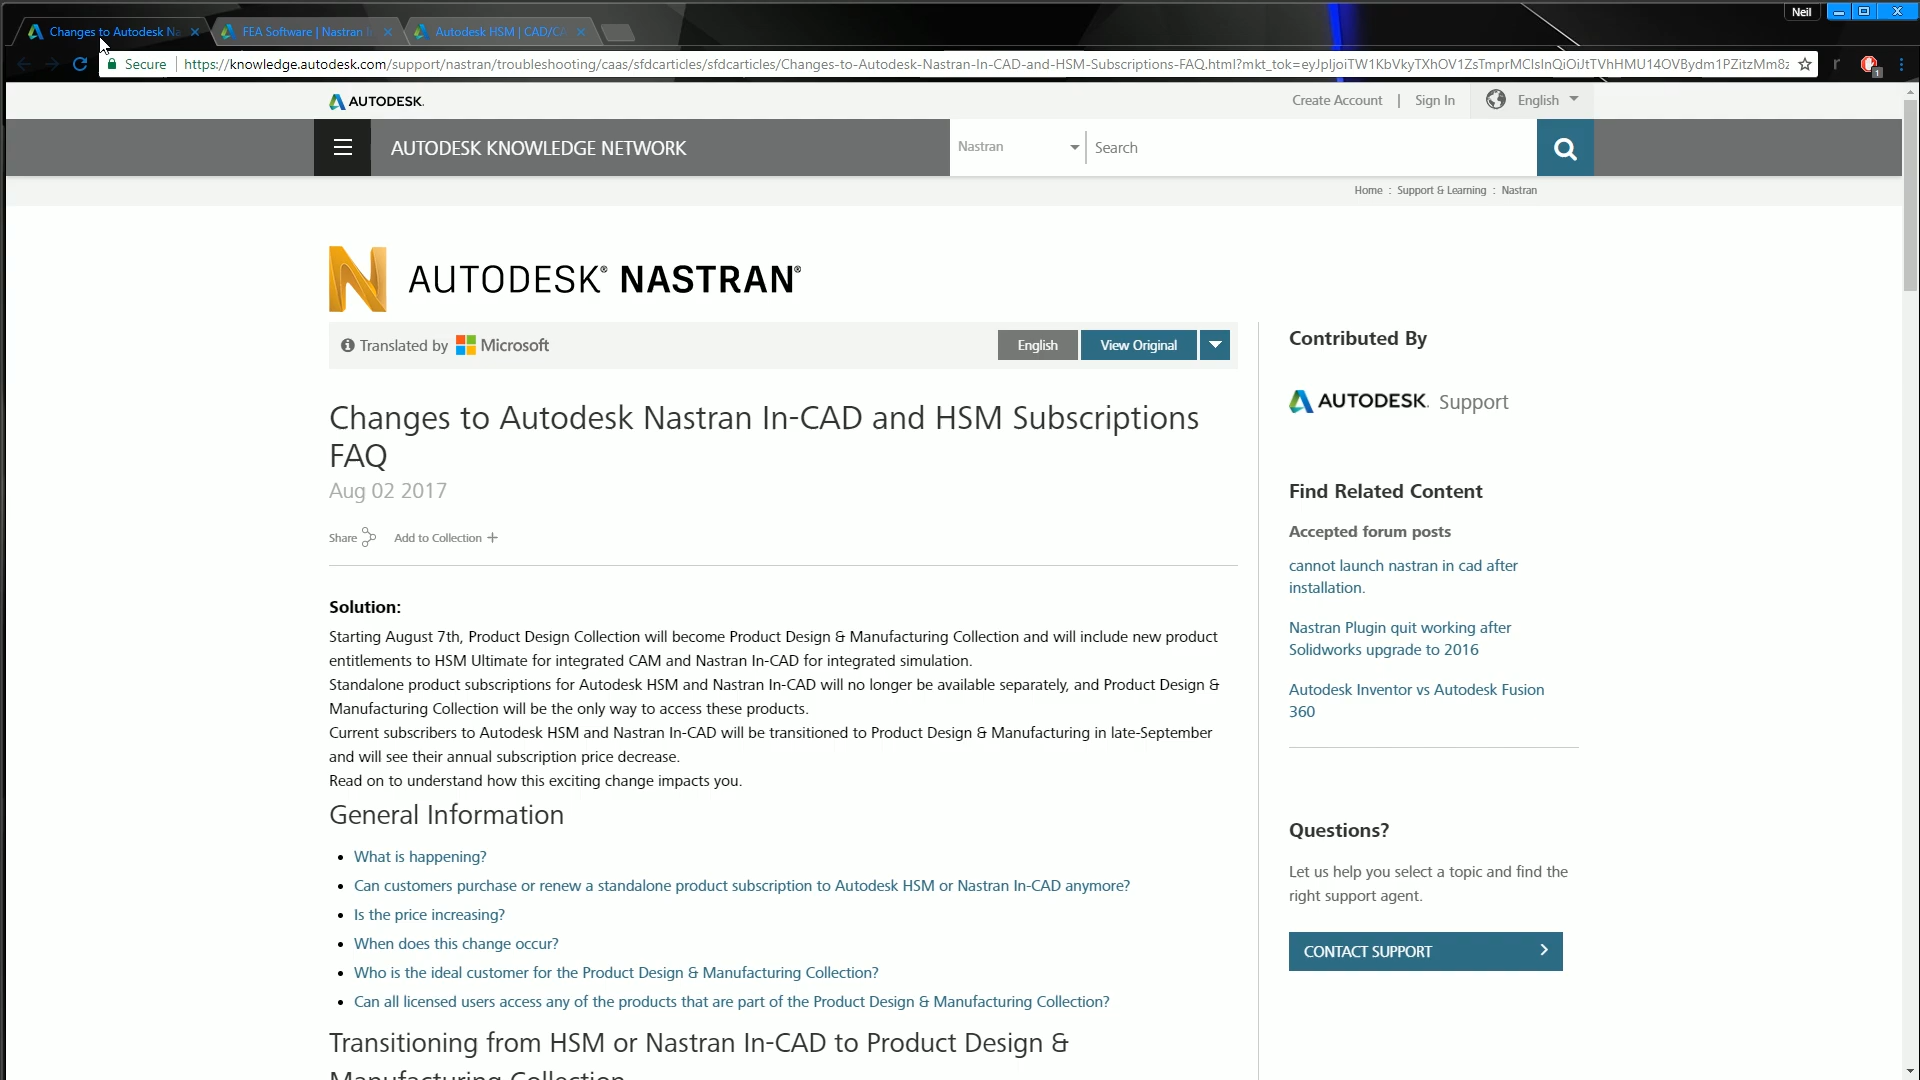 Neil
Changes to Autodesk Na
FEA Software | Nastran I
Autodesk HSM | CAD/CA
Secure
https://knowledge.autodesk.com/support/nastran/troubleshooting/caas/sfdcarticles/sfdcarticles/Changes-to-Autodesk-Nastran-In-CAD-and-HSM-Subscriptions-FAQ.html?mkt_tok=
1
AUTODESK.
Create Account | Sign In
English
AUTODESK KNOWLEDGE NETWORK
Nastran
Search
Home : Support & Learning : Nastran
AUTODESK® NASTRAN®
Translated by Microsoft
English
View Original
Changes to Autodesk Nastran In-CAD and HSM Subscriptions
FAQ
Aug 02 2017
Share
Add to Collection +
Solution:
Starting August 7th, Product Design Collection will become Product Design & Manufacturing Collection and will include new product
entitlements to HSM Ultimate for integrated CAM and Nastran In-CAD for integrated simulation.
Standalone product subscriptions for Autodesk HSM and Nastran In-CAD will no longer be available separately, and Product Design &
Manufacturing Collection will be the only way to access these products.
Current subscribers to Autodesk HSM and Nastran In-CAD will be transitioned to Product Design & Manufacturing in late-September
and will see their annual subscription price decrease.
Read on to understand how this exciting change impacts you.
General Information
• What is happening?
• Can customers purchase or renew a standalone product subscription to Autodesk HSM or Nastran In-CAD anymore?
• Is the price increasing?
• When does this change occur?
• Who is the ideal customer for the Product Design & Manufacturing Collection?
• Can all licensed users access any of the products that are part of the Product Design & Manufacturing Collection?
Transitioning from HSM or Nastran In-CAD to Product Design &
Manufacturing Collection
Contributed By
AUTODESK. Support
Find Related Content
Accepted forum posts
cannot launch nastran in cad after
installation.
Nastran Plugin quit working after
Solidworks upgrade to 2016
Autodesk Inventor vs Autodesk Fusion
360
Questions?
Let us help you select a topic and find the
right support agent.
CONTACT SUPPORT